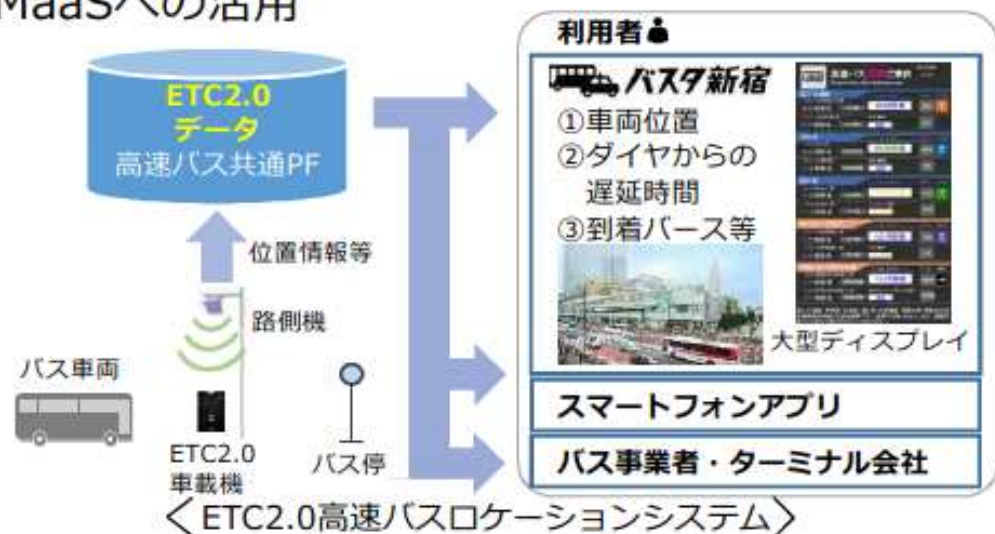 MaaSへの活用
ETC2.0
データ
高速バス共通PF
位置情報等
路側機
バス車両
ETC2.0
車載機
バス停
利用者
バスタ新宿
①車両位置
②ダイヤからの
遅延時間
③到着バース等
大型ディスプレイ
スマートフォンアプリ
バス事業者・ターミナル会社
＜ETC2.0高速バスロケーションシステム＞